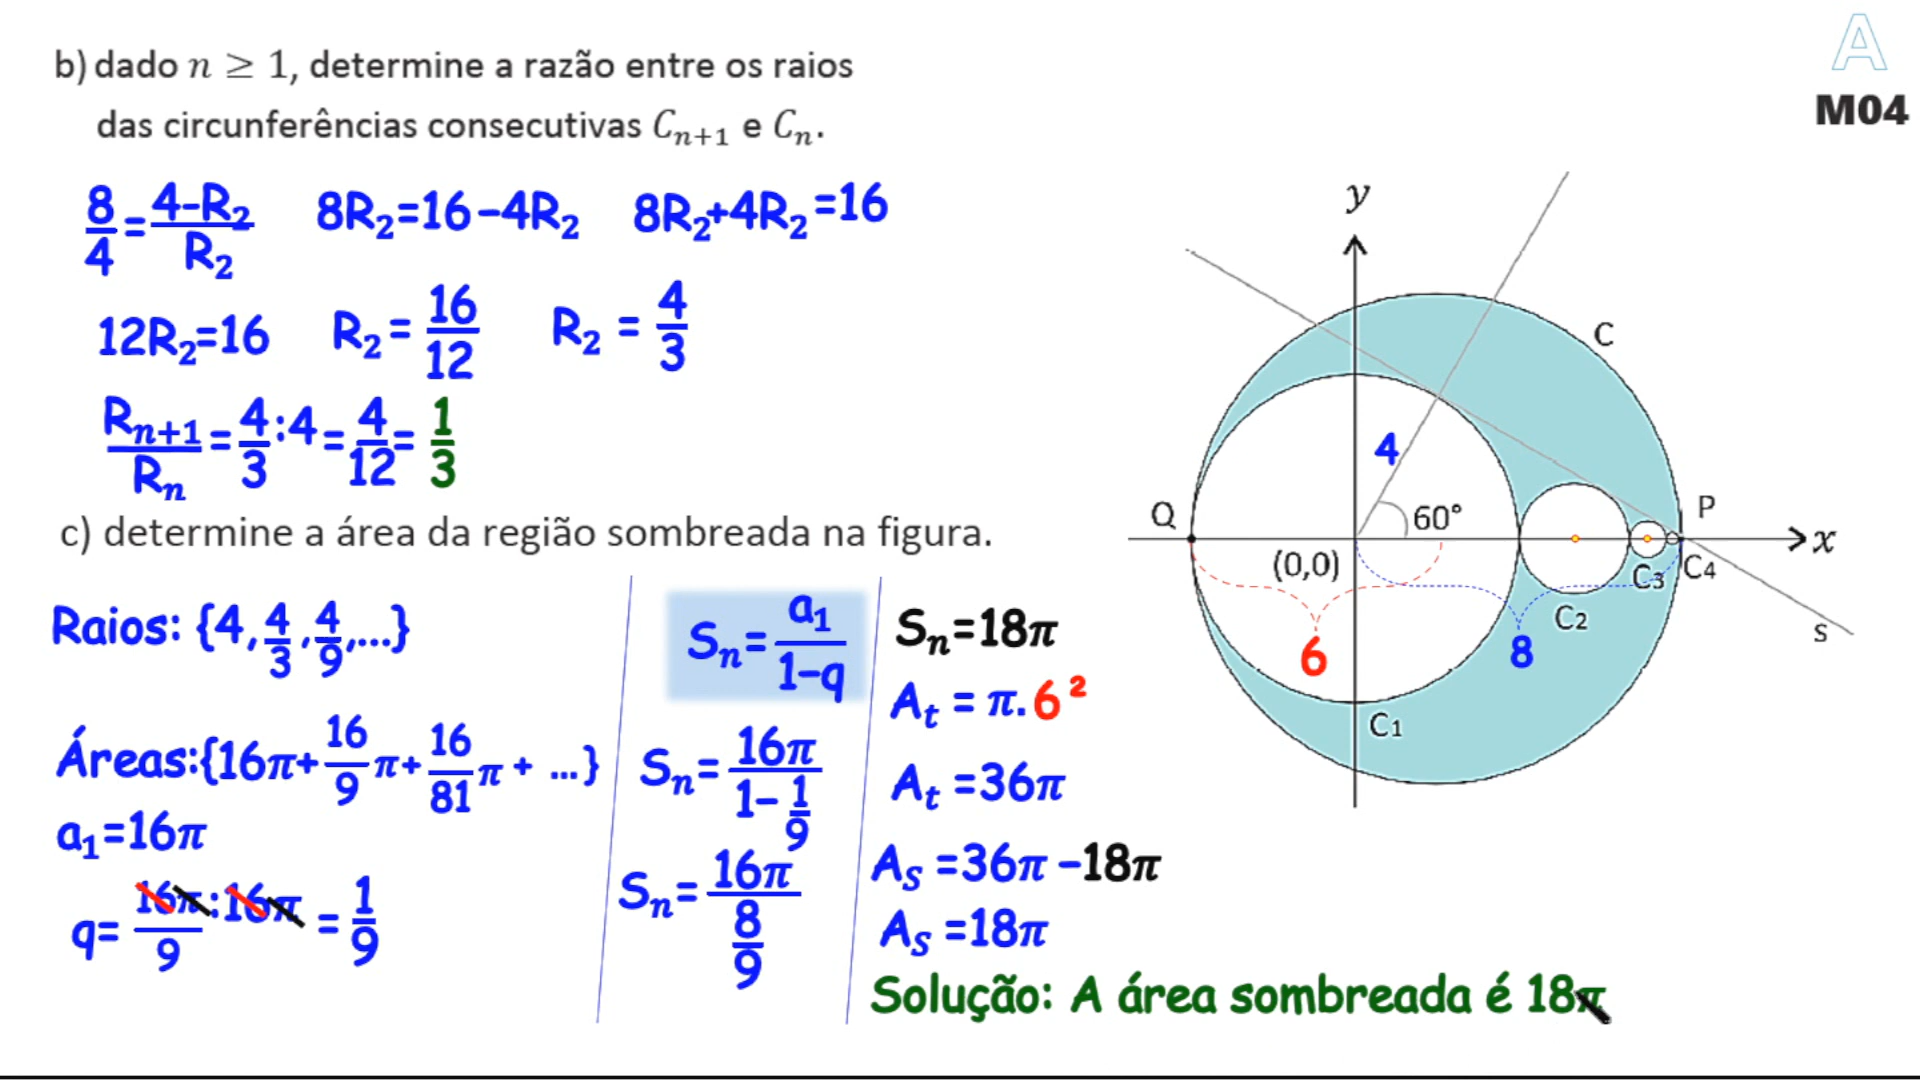 A
M04
b) dado n ≥ 1, determine a razão entre os raios
das circunferências consecutivas Cₙ₊₁ e Cₙ.
8/4 = (4-R₂)/R₂ 8R₂=16-4R₂ 8R₂+4R₂=16
12R₂=16 R₂ = 16/12 R₂ = 4/3
Rₙ₊₁/Rₙ = 4/3 : 4 = 4/12 = 1/3
c) determine a área da região sombreada na figura.
Raios: {4, 4/3, 4/9, ...}
Áreas:{16π+ 16/9 π+ 16/81 π + ...}
a₁=16π
q= 16π/9 : 16π = 1/9
Sₙ= a₁/(1-q)
Sₙ= 16π/(1- 1/9)
Sₙ= 16π/(8/9)
Sₙ=18π
Aₜ = π.6²
Aₜ =36π
Aₛ =36π -18π
Aₛ =18π
Solução: A área sombreada é 18π
y
C
4
60°
Q
P
x
(0,0)
C3
C4
C2
s
6
8
C1